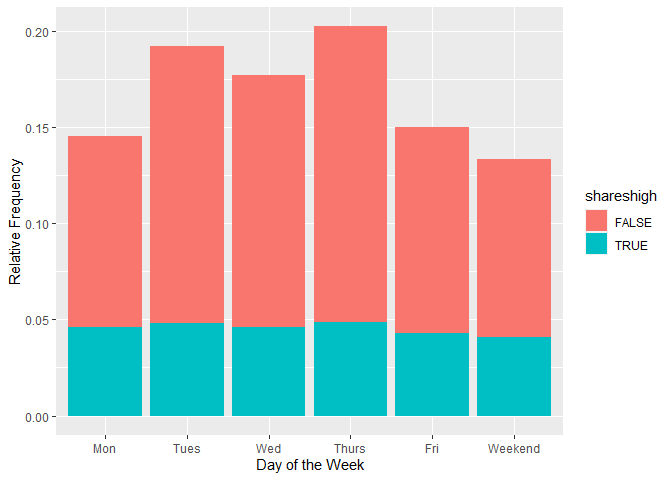 0.20
0.15
0.10
0.05
0.00
Relative Frequency
Mon Tues Wed Thurs Fri Weekend
Day of the Week
shareshigh
FALSE
TRUE